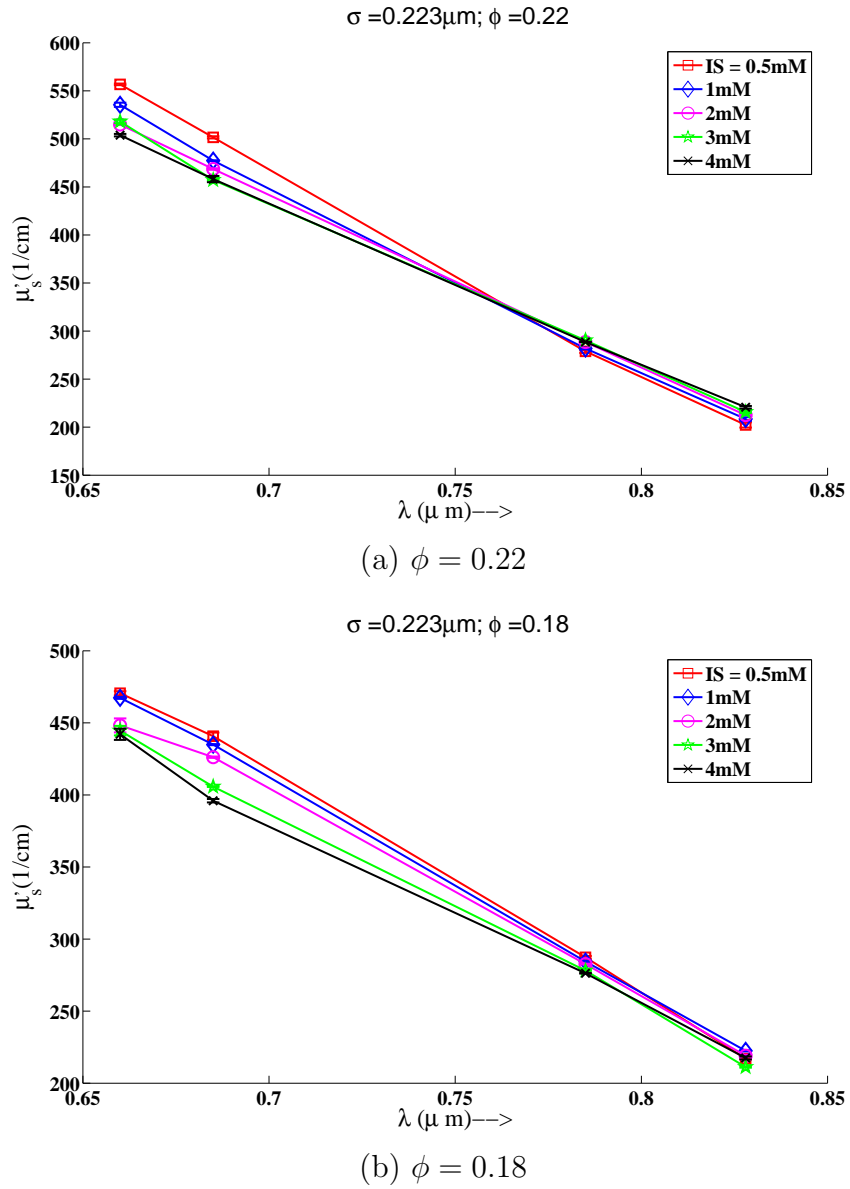 σ =0.223μm; φ =0.22
600
550
500
450
400
350
300
250
200
150
0.65 0.7 0.75 0.8 0.85
μ's(1/cm)
λ (μ m)−−>
IS = 0.5mM
1mM
2mM
3mM
4mM
(a) ϕ = 0.22
σ =0.223μm; φ =0.18
500
450
400
350
300
250
200
0.65 0.7 0.75 0.8 0.85
μ's(1/cm)
λ (μ m)−−>
IS = 0.5mM
1mM
2mM
3mM
4mM
(b) ϕ = 0.18